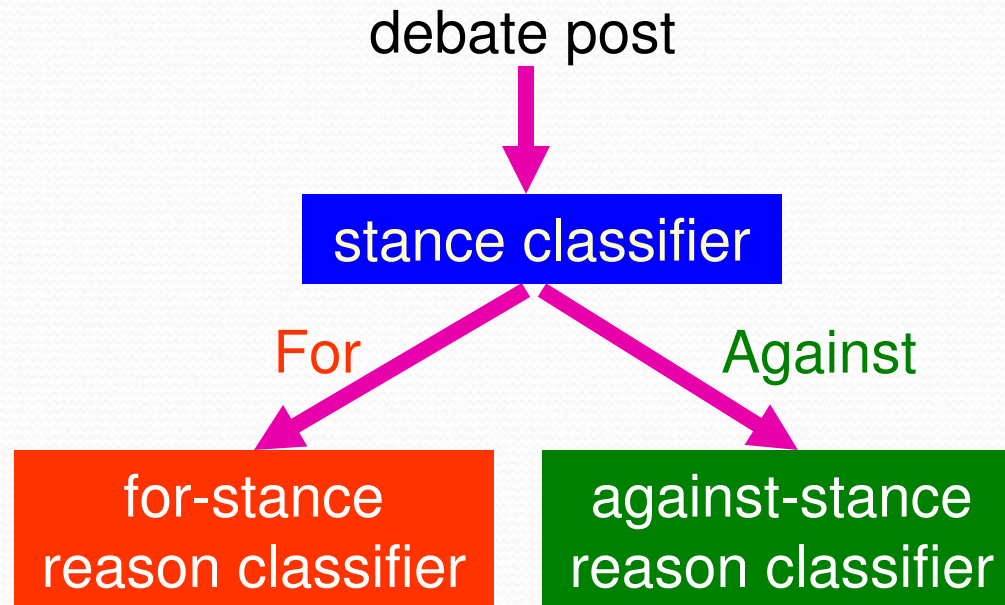 debate post
stance classifier
For
Against
for-stance
reason classifier
against-stance
reason classifier